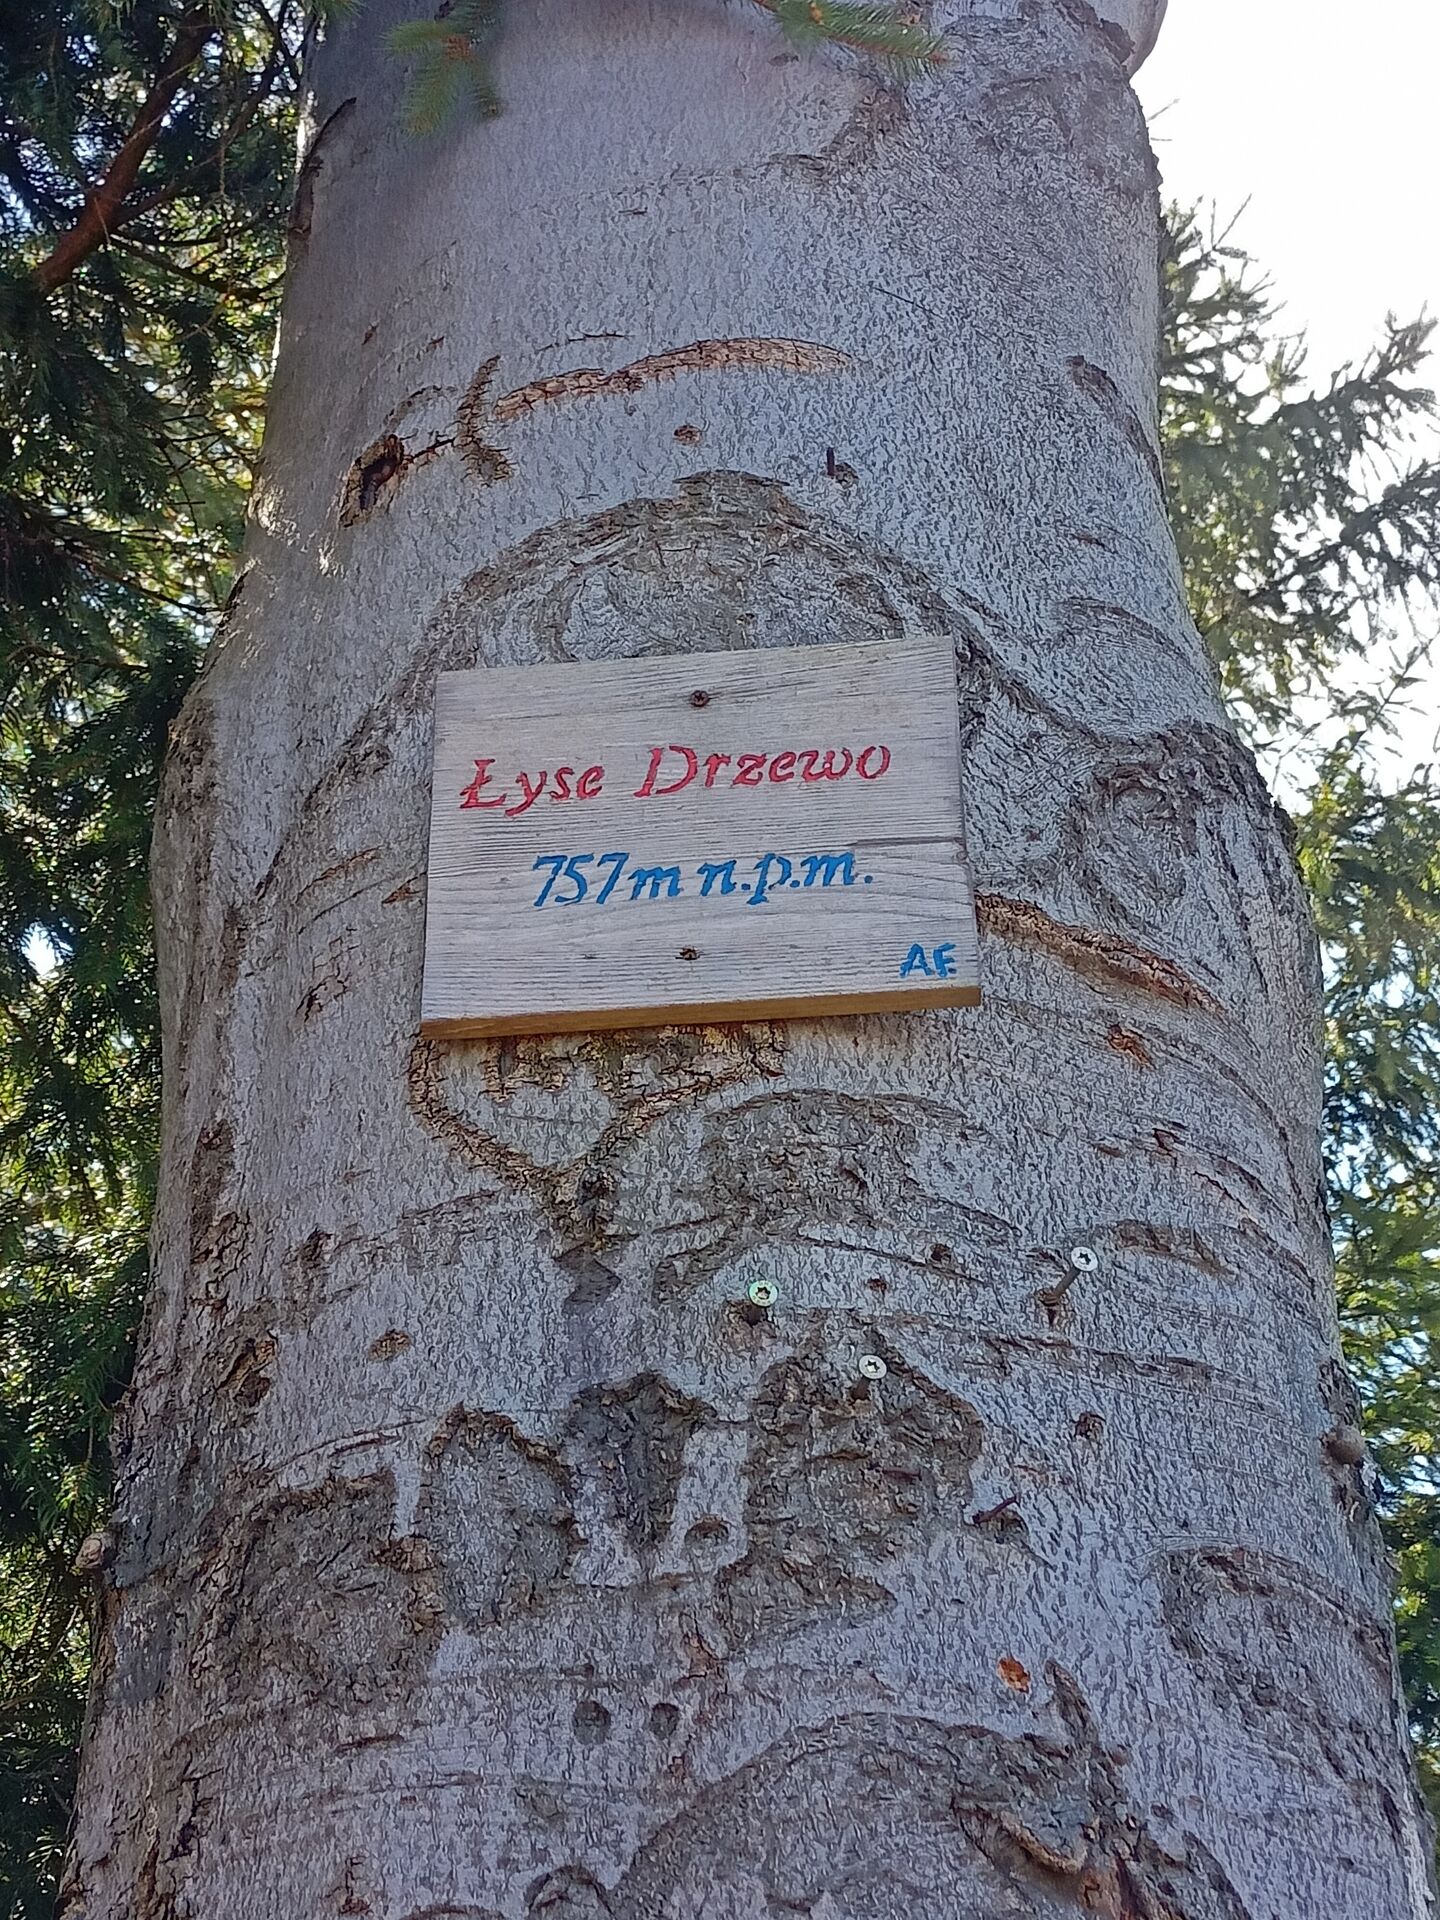 Łyse Drzewo
757m n.p.m.
AF.